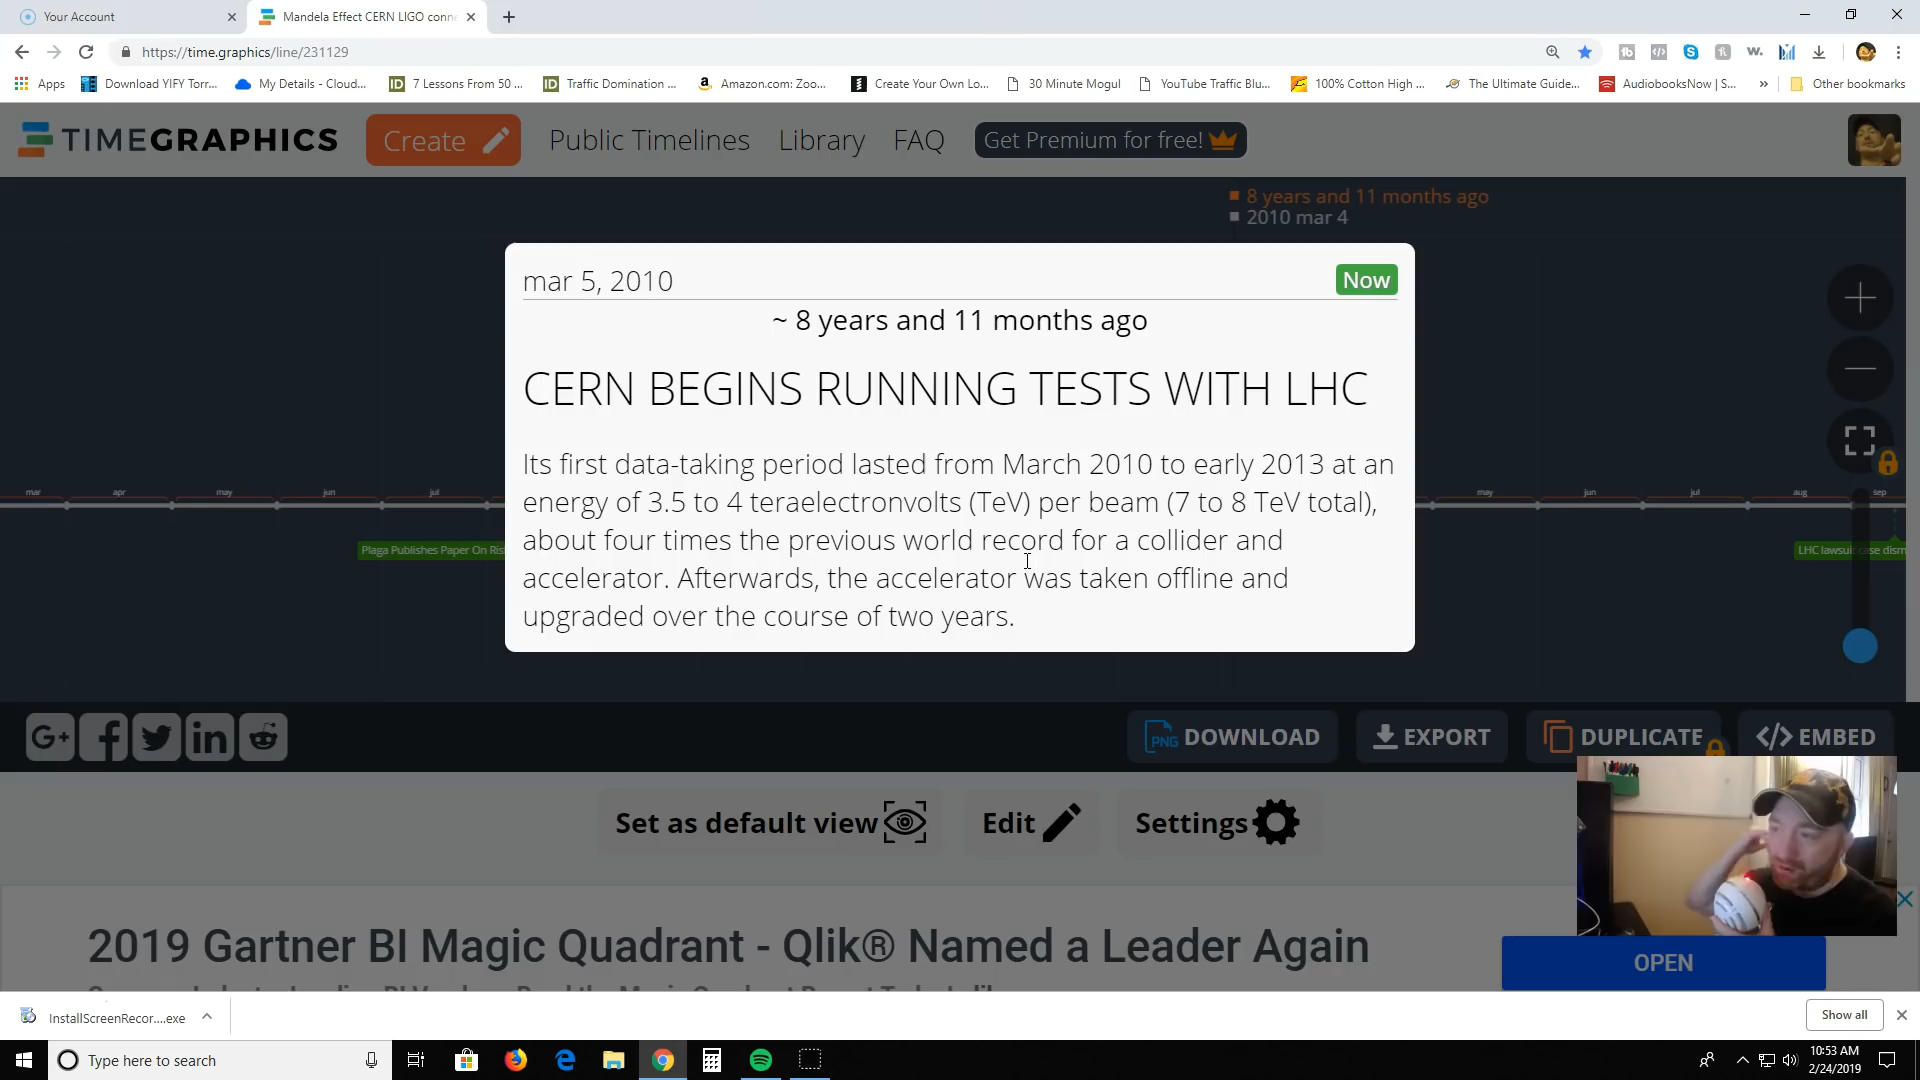 Your Account
Mandela Effect CERN LIGO conne
https://time.graphics/line/231129
Apps
Download YIFY Torr...
My Details - Cloud...
7 Lessons From 50 ...
Traffic Domination ...
Amazon.com: Zoo...
Create Your Own Lo...
30 Minute Mogul
YouTube Traffic Blu...
100% Cotton High ...
The Ultimate Guide...
AudiobooksNow | S...
Other bookmarks
TIMEGRAPHICS
Create
Public Timelines
Library
FAQ
Get Premium for free!
8 years and 11 months ago
2010 mar 4
mar 5, 2010
Now
~ 8 years and 11 months ago
CERN BEGINS RUNNING TESTS WITH LHC
Its first data-taking period lasted from March 2010 to early 2013 at an
energy of 3.5 to 4 teraelectronvolts (TeV) per beam (7 to 8 TeV total),
about four times the previous world record for a collider and
accelerator. Afterwards, the accelerator was taken offline and
upgraded over the course of two years.
mar apr may jun jul
may jun jul aug sep
Plaga Publishes Paper On Ris
LHC lawsuit case dism
PNG DOWNLOAD
EXPORT
DUPLICATE
EMBED
Set as default view
Edit
Settings
2019 Gartner BI Magic Quadrant - Qlik® Named a Leader Again
OPEN
InstallScreenRecor....exe
Show all
Type here to search
10:53 AM
2/24/2019